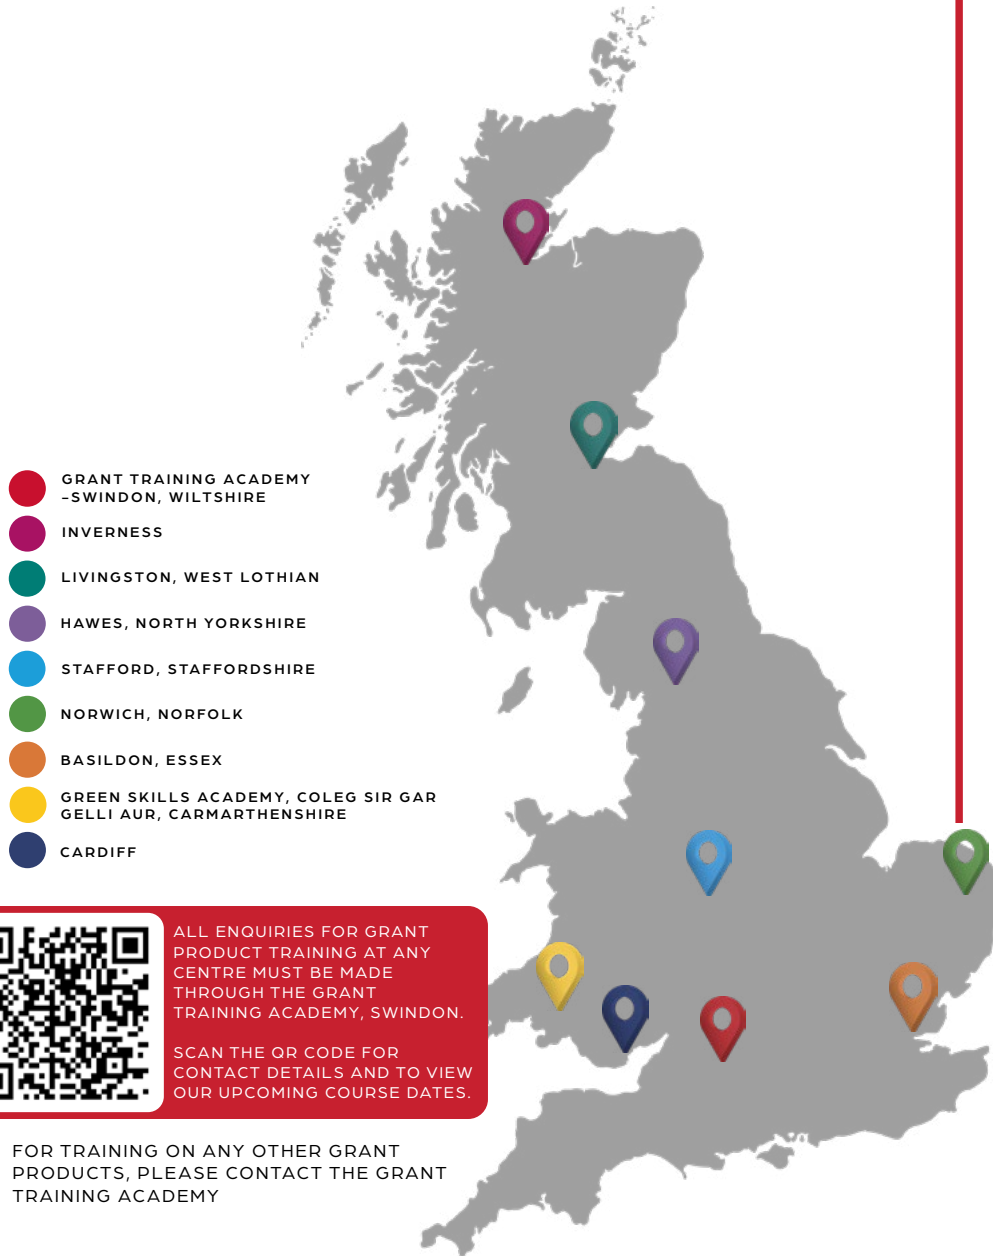 GRANT TRAINING ACADEMY
–SWINDON, WILTSHIRE
INVERNESS
LIVINGSTON, WEST LOTHIAN
HAWES, NORTH YORKSHIRE
STAFFORD, STAFFORDSHIRE
NORWICH, NORFOLK
BASILDON, ESSEX
GREEN SKILLS ACADEMY, COLEG SIR GAR
GELLI AUR, CARMARTHENSHIRE
CARDIFF
ALL ENQUIRIES FOR GRANT
PRODUCT TRAINING AT ANY
CENTRE MUST BE MADE
THROUGH THE GRANT
TRAINING ACADEMY, SWINDON.
SCAN THE QR CODE FOR
CONTACT DETAILS AND TO VIEW
OUR UPCOMING COURSE DATES.
FOR TRAINING ON ANY OTHER GRANT
PRODUCTS, PLEASE CONTACT THE GRANT
TRAINING ACADEMY